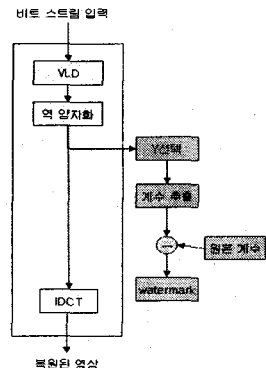 비트 스트림 입력
VLD
역 양자화
Y선택
계수 추출
원본 계수
watermark
IDCT
복원된 영상